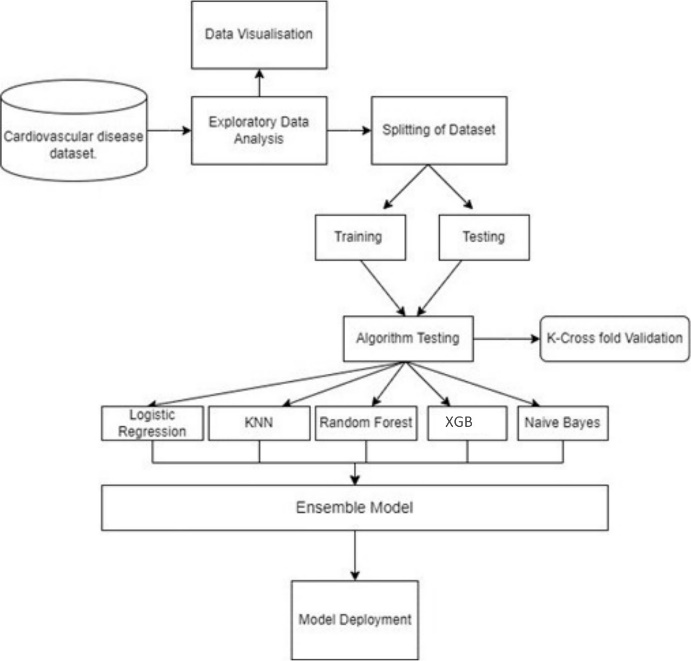 Data Visualisation
Cardiovascular disease
dataset.
Exploratory Data
Analysis
Splitting of Dataset
Training
Testing
Algorithm Testing
K-Cross fold Validation
Logistic
Regression
KNN
Random Forest
XGB
Naive Bayes
Ensemble Model
Model Deployment